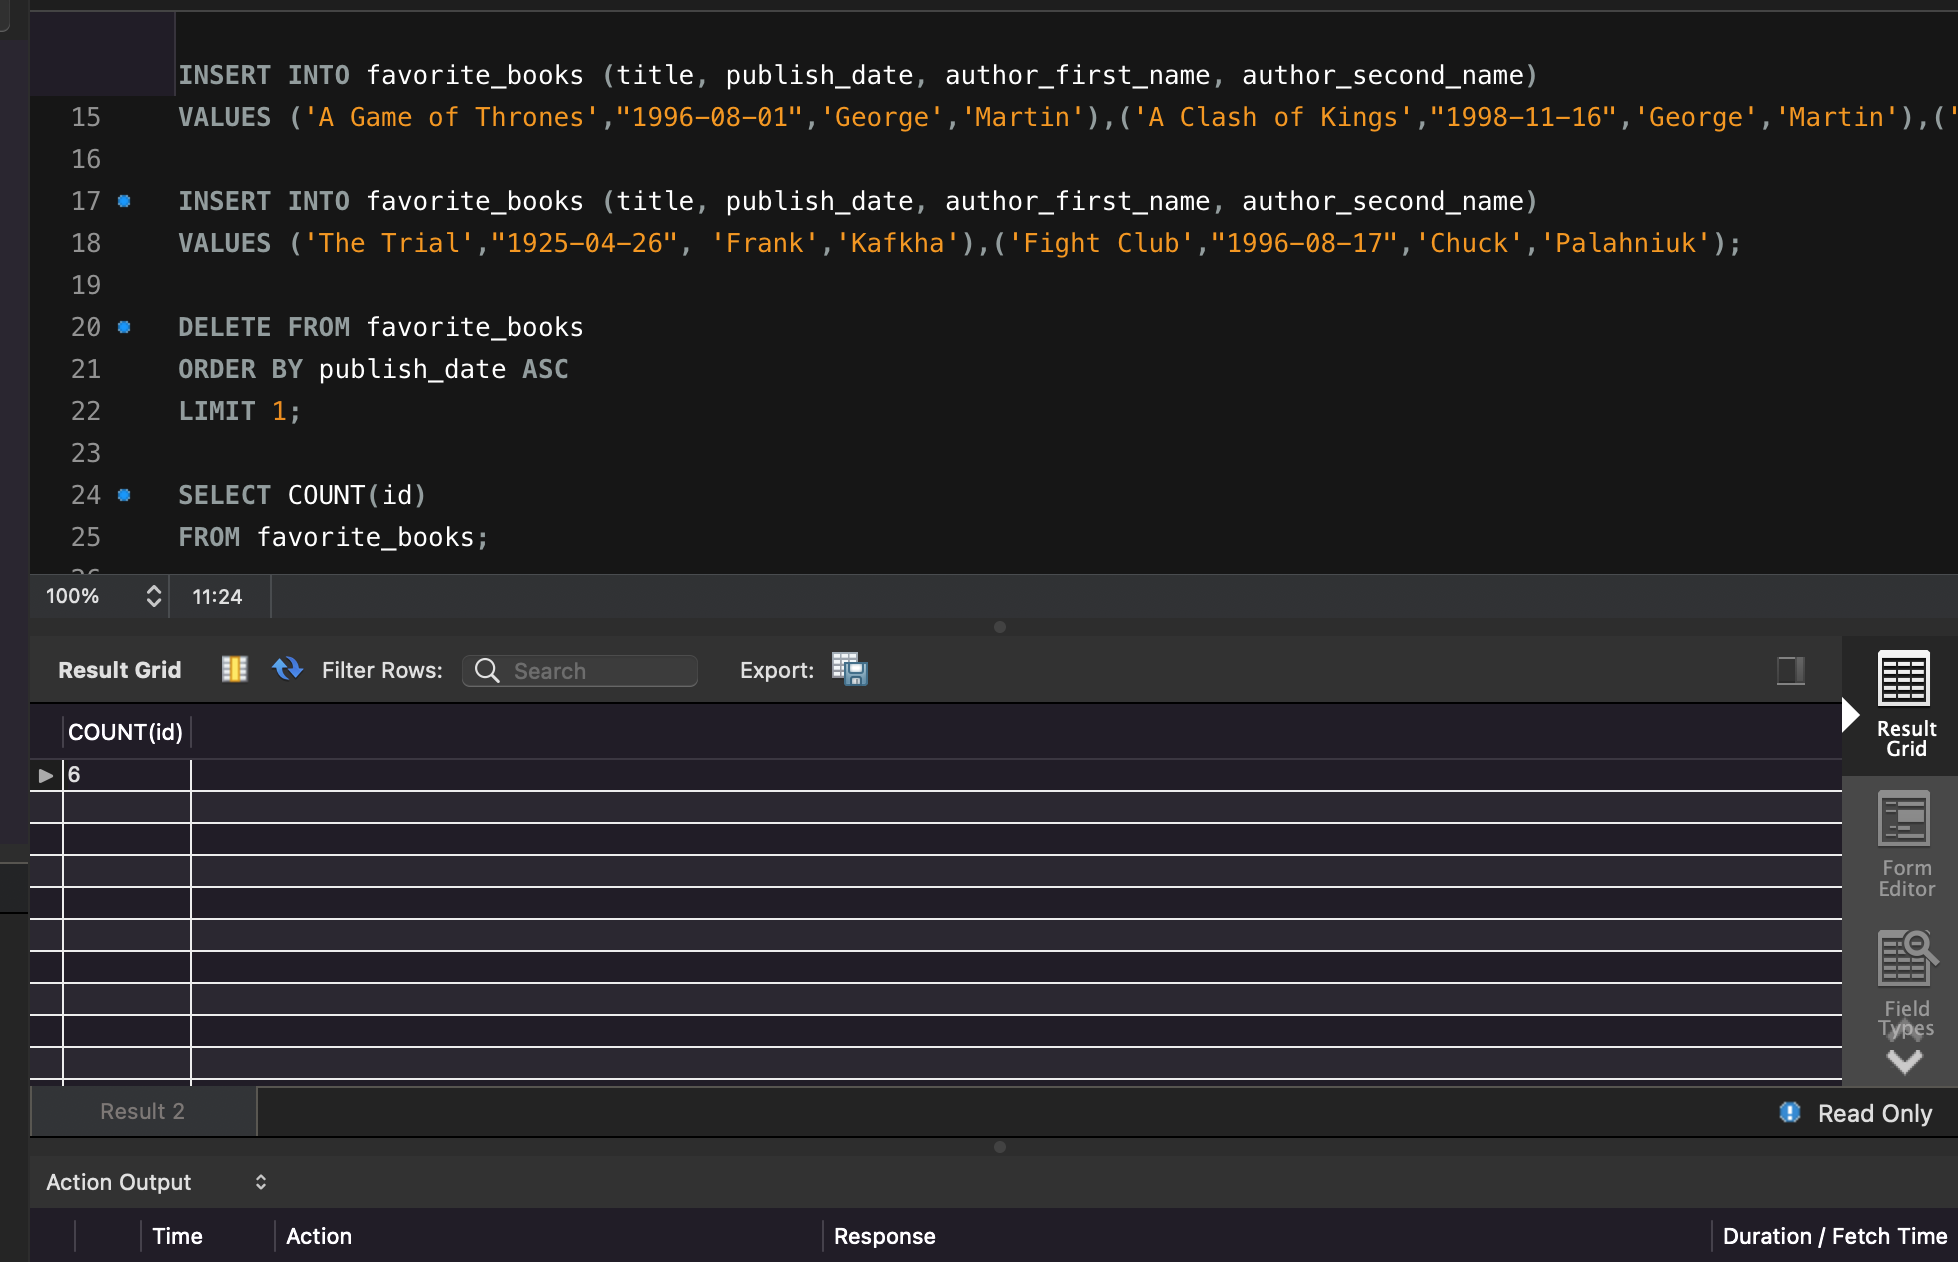 INSERT INTO favorite_books (title, publish_date, author_first_name, author_second_name)
15 VALUES ('A Game of Thrones',"1996-08-01",'George','Martin'),('A Clash of Kings',"1998-11-16",'George','Martin'),('
16
17 INSERT INTO favorite_books (title, publish_date, author_first_name, author_second_name)
18 VALUES ('The Trial',"1925-04-26", 'Frank','Kafkha'),('Fight Club',"1996-08-17",'Chuck','Palahniuk');
19
20 DELETE FROM favorite_books
21 ORDER BY publish_date ASC
22 LIMIT 1;
23
24 SELECT COUNT(id)
25 FROM favorite_books;
100% 11:24
Result Grid Filter Rows: Search Export:
COUNT(id)
6
Result Grid
Form Editor
Field Types
Result 2 Read Only
Action Output
Time Action Response Duration / Fetch Time